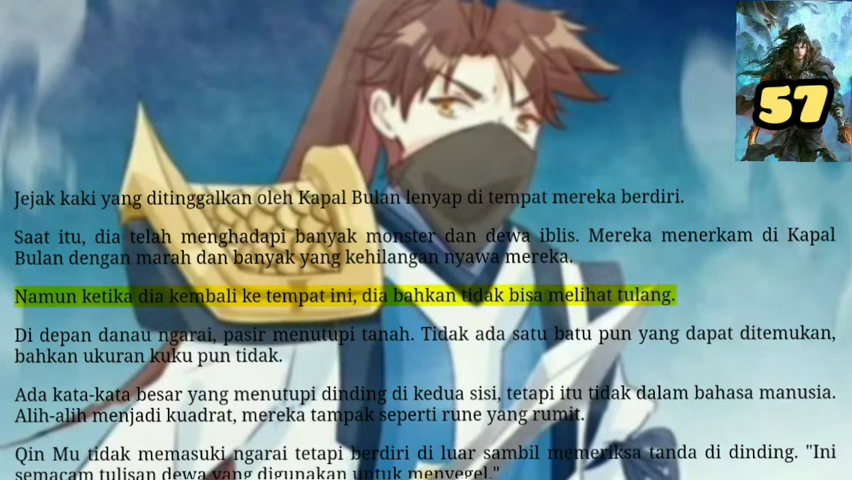 57
Jejak kaki yang ditinggalkan oleh Kapal Bulan lenyap di tempat mereka berdiri.
Saat itu, dia telah menghadapi banyak monster dan dewa iblis. Mereka menerkam di Kapal
Bulan dengan marah dan banyak yang kehilangan nyawa mereka.
Namun ketika dia kembali ke tempat ini, dia bahkan tidak bisa melihat tulang.
Di depan danau ngarai, pasir menutupi tanah. Tidak ada satu batu pun yang dapat ditemukan,
bahkan ukuran kuku pun tidak.
Ada kata-kata besar yang menutupi dinding di kedua sisi, tetapi itu tidak dalam bahasa manusia.
Alih-alih menjadi kuadrat, mereka tampak seperti rune yang rumit.
Qin Mu tidak memasuki ngarai tetapi berdiri di luar sambil memeriksa tanda di dinding. "Ini
semacam tulisan dewa yang digunakan untuk menyegel."